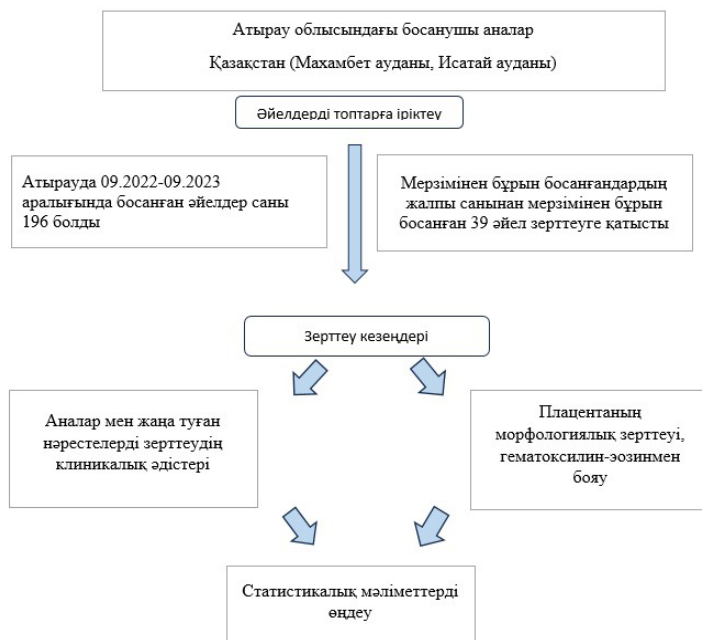 Атырау облысындағы босанушы аналар
Қазақстан (Махамбет ауданы, Исатай ауданы)
Әйелдерді топтарға іріктеу
Атырауда 09.2022-09.2023
аралығында босанған әйелдер саны
196 болды
Мерзімінен бұрын босанғандардың
жалпы санынан мерзімінен бұрын
босанған 39 әйел зерттеуге қатысты
Зерттеу кезеңдері
Аналар мен жаңа туған
нәрестелерді зерттеудің
клиникалық әдістері
Плацентаның
морфологиялық зерттеуі,
гематоксилин-эозинмен
бояу
Статистикалық мәліметтерді
өңдеу